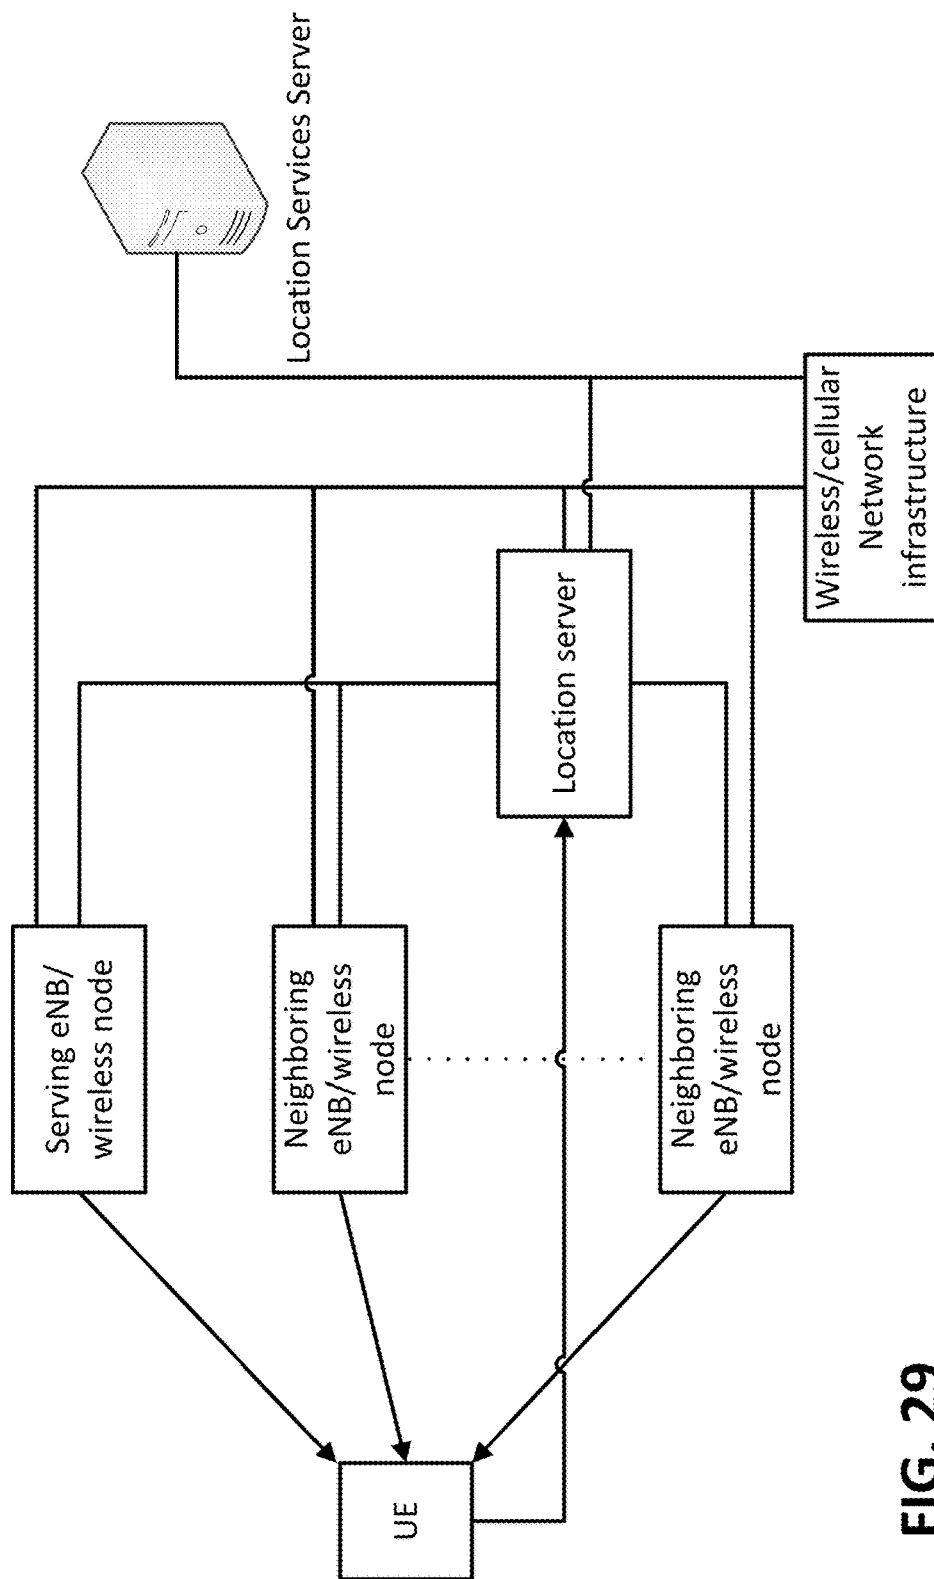 UE
Serving eNB/
wireless node
Neighboring
eNB/wireless
node
Neighboring
eNB/wireless
node
Location server
Location Services Server
Wireless/cellular
Network
infrastructure
FIG. 29